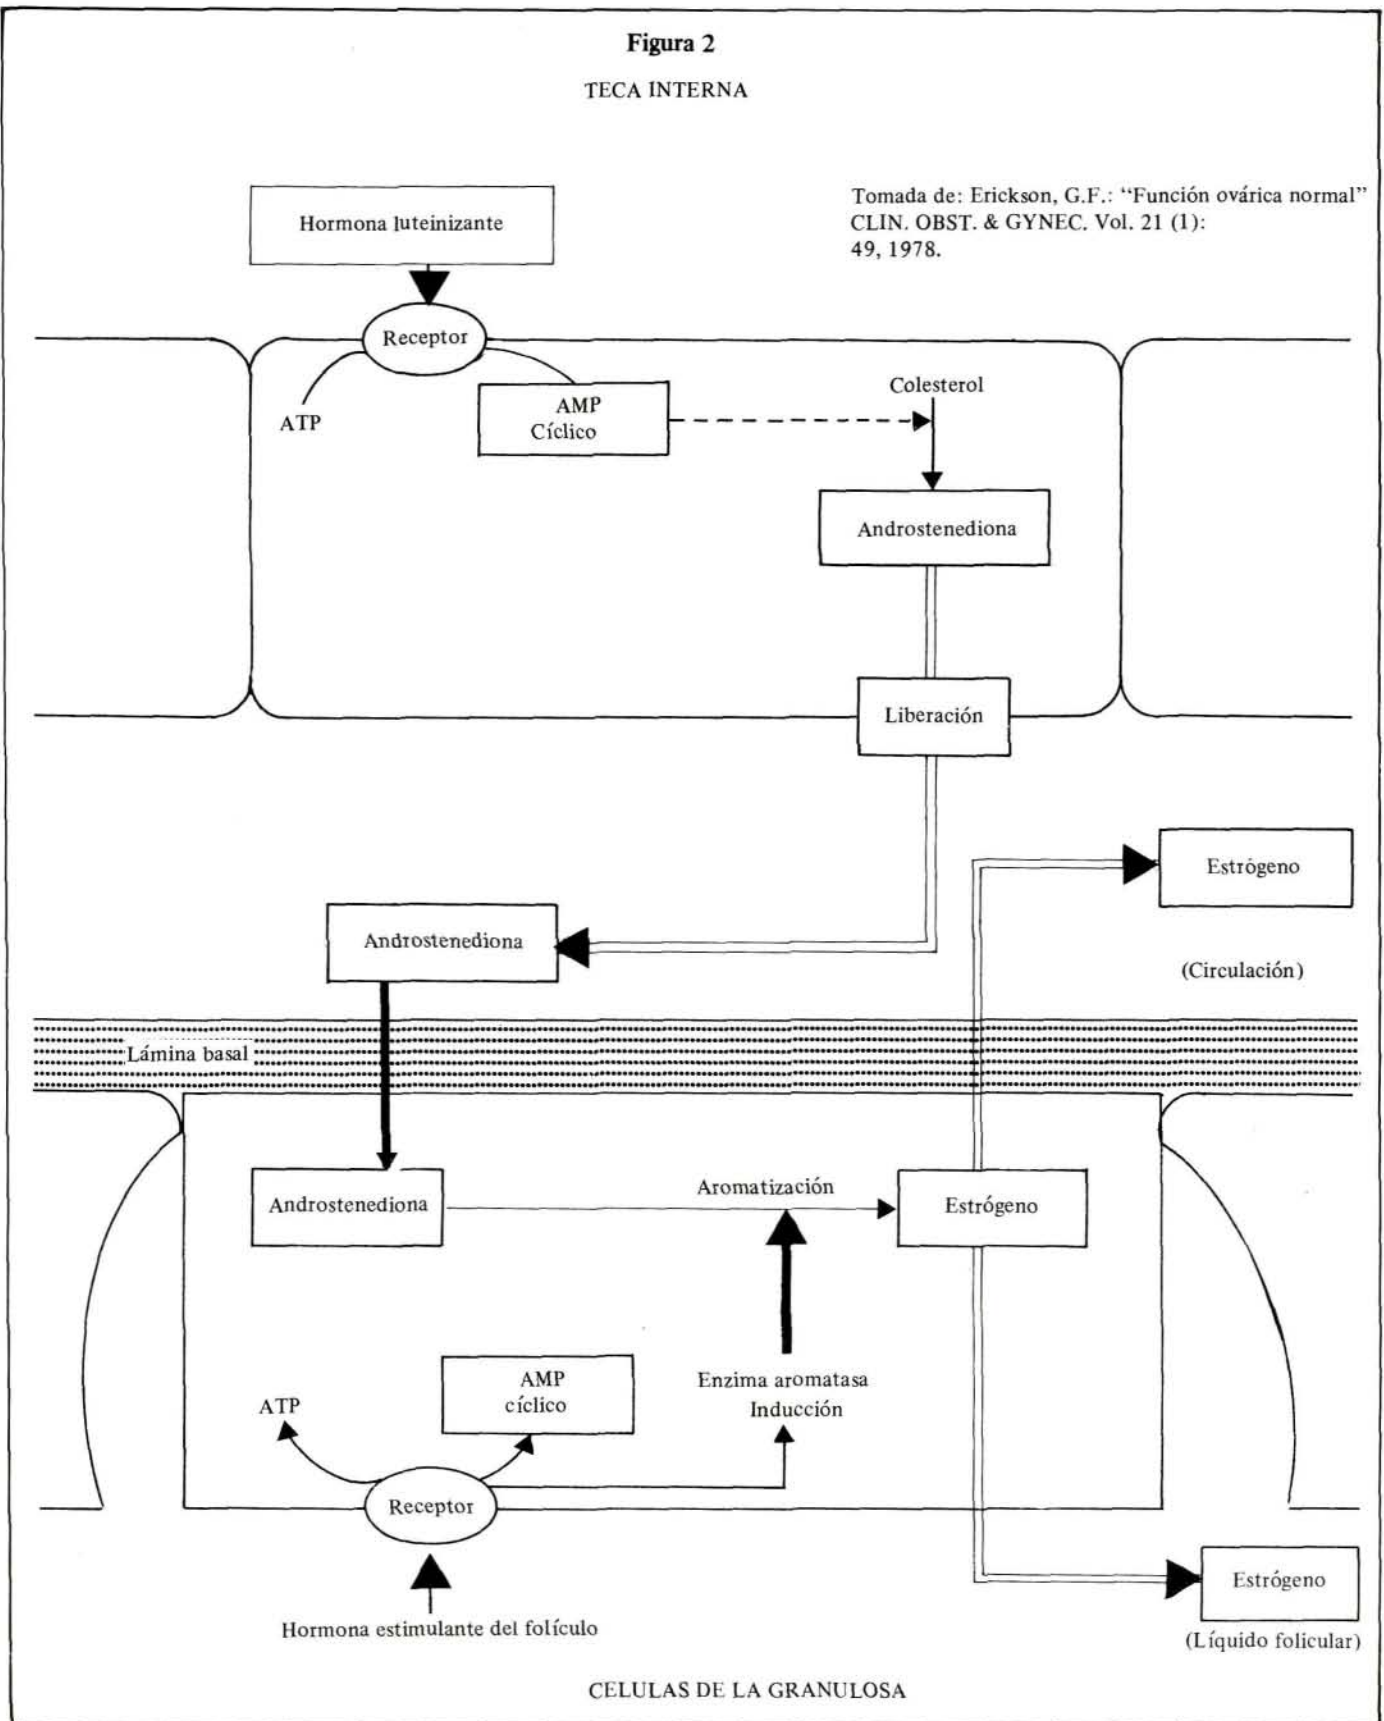 Figura 2
TECA INTERNA
Tomada de: Erickson, G.F.: “Función ovárica normal”
CLIN. OBST. & GYNEC. Vol. 21 (1):
49, 1978.
Hormona luteinizante
Receptor
ATP
AMP
Cíclico
Colesterol
Androstenediona
Liberación
Estrógeno
(Circulación)
Androstenediona
Lámina basal
Androstenediona
Aromatización
Estrógeno
AMP
cíclico
ATP
Enzima aromatasa
Inducción
Receptor
Hormona estimulante del folículo
Estrógeno
(Líquido folicular)
CELULAS DE LA GRANULOSA